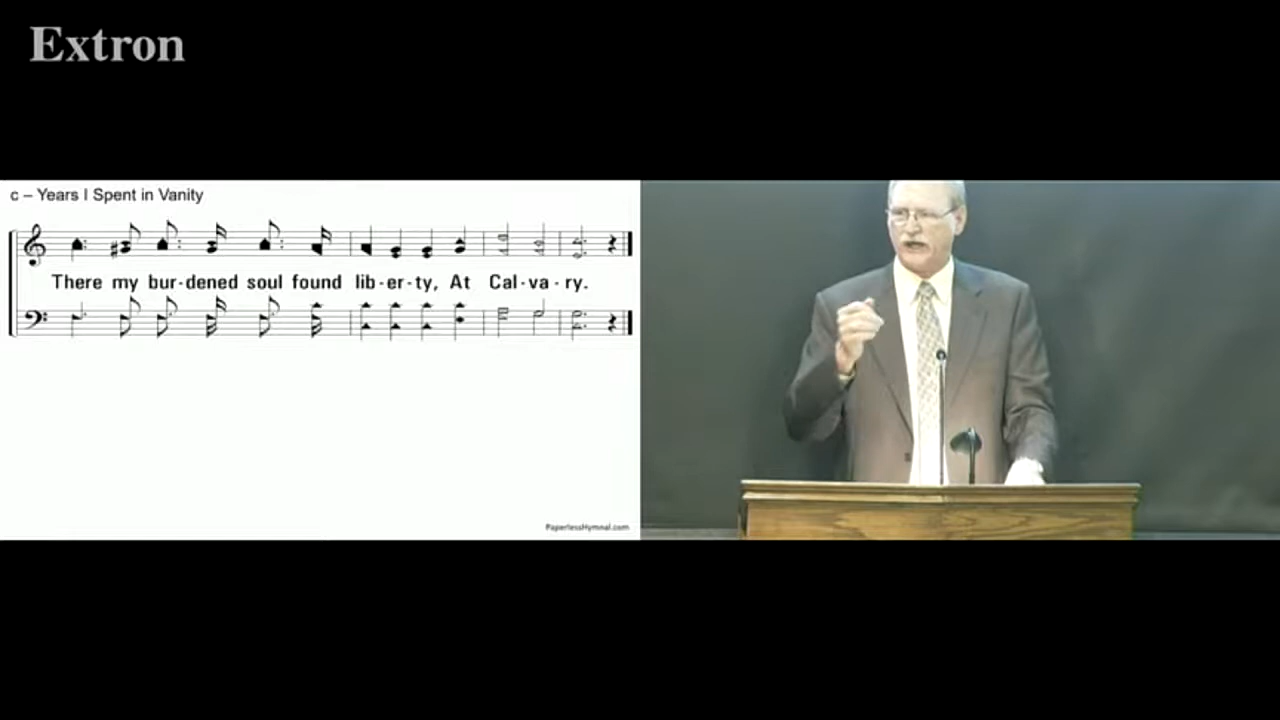 Extron
c – Years I Spent in Vanity
There my bur-dened soul found lib-er-ty, At Cal-va-ry.
PaperlessHymnal.com